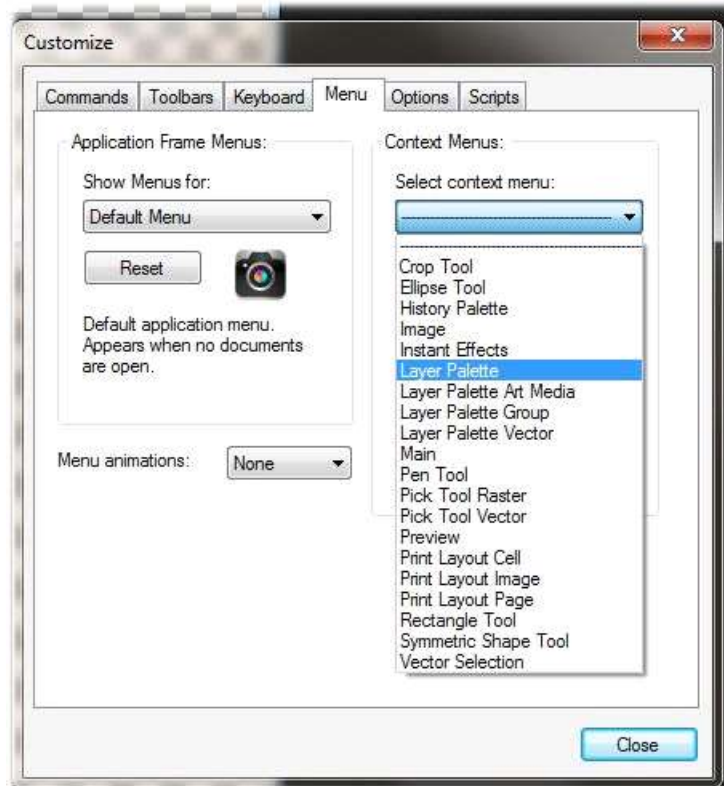 Customize
Commands Toolbars Keyboard Menu Options Scripts
Application Frame Menus:
Show Menus for:
Default Menu
Reset
Default application menu.
Appears when no documents
are open.
Menu animations:
None
Context Menus:
Select context menu:
Crop Tool
Ellipse Tool
History Palette
Image
Instant Effects
Layer Palette
Layer Palette Art Media
Layer Palette Group
Layer Palette Vector
Main
Pen Tool
Pick Tool Raster
Pick Tool Vector
Preview
Print Layout Cell
Print Layout Image
Print Layout Page
Rectangle Tool
Symmetric Shape Tool
Vector Selection
Close